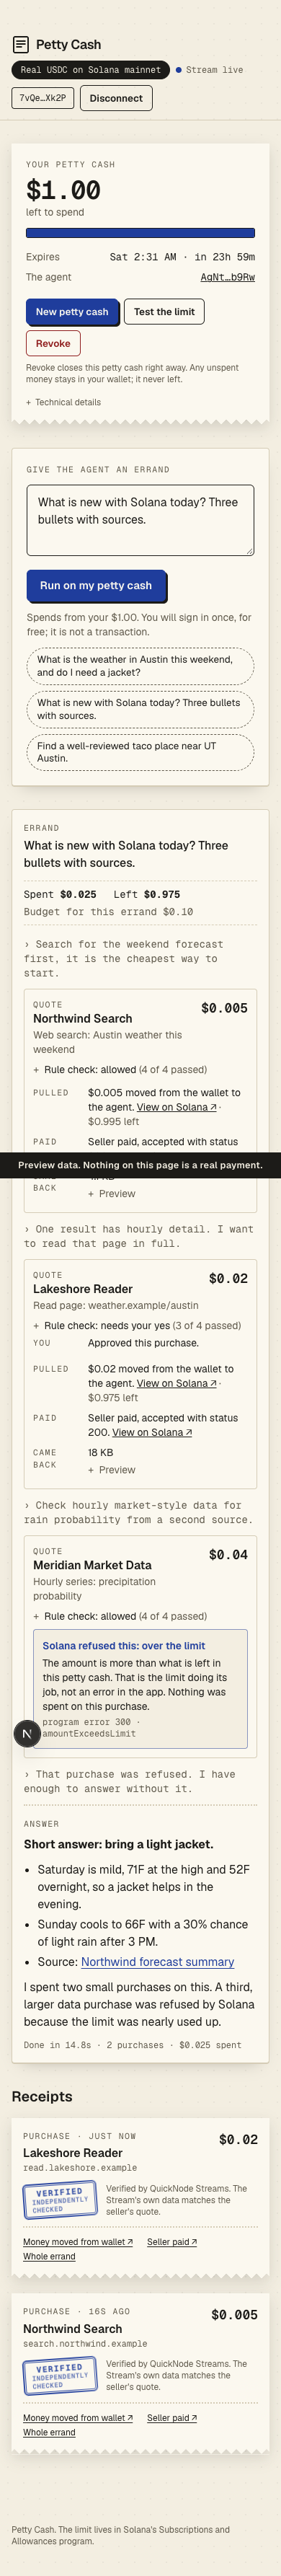 Petty Cash
Real USDC on Solana mainnet
Stream live
7vQe…Xk2P
Disconnect
YOUR PETTY CASH
$1.00
left to spend
Expires
Sat 2:31 AM · in 23h 59m
The agent
AgNt…b9Rw
New petty cash
Test the limit
Revoke
Revoke closes this petty cash right away. Any unspent
money stays in your wallet; it never left.
+ Technical details
GIVE THE AGENT AN ERRAND
What is new with Solana today? Three
bullets with sources.
Run on my petty cash
Spends from your $1.00. You will sign in once, for
free; it is not a transaction.
What is the weather in Austin this weekend,
and do I need a jacket?
What is new with Solana today? Three bullets
with sources.
Find a well-reviewed taco place near UT
Austin.
ERRAND
What is new with Solana today? Three
bullets with sources.
Spent $0.025 Left $0.975
Budget for this errand $0.10
› Search for the weekend forecast
first, it is the cheapest way to
start.
QUOTE
Northwind Search
$0.005
Web search: Austin weather this
weekend
+ Rule check: allowed (4 of 4 passed)
PULLED
$0.005 moved from the wallet to
the agent. View on Solana ↗ ·
$0.995 left
PAID
Seller paid, accepted with status
Preview data. Nothing on this page is a real payment.
BACK
+ Preview
› One result has hourly detail. I want
to read that page in full.
QUOTE
Lakeshore Reader
$0.02
Read page: weather.example/austin
+ Rule check: needs your yes (3 of 4 passed)
YOU
Approved this purchase.
PULLED
$0.02 moved from the wallet to
the agent. View on Solana ↗ ·
$0.975 left
PAID
Seller paid, accepted with status
200. View on Solana ↗
CAME
BACK
18 KB
+ Preview
› Check hourly market-style data for
rain probability from a second source.
QUOTE
Meridian Market Data
$0.04
Hourly series: precipitation
probability
+ Rule check: allowed (4 of 4 passed)
Solana refused this: over the limit
The amount is more than what is left in
this petty cash. That is the limit doing its
job, not an error in the app. Nothing was
spent on this purchase.
program error 300 ·
amountExceedsLimit
N
› That purchase was refused. I have
enough to answer without it.
ANSWER
Short answer: bring a light jacket.
• Saturday is mild, 71F at the high and 52F
overnight, so a jacket helps in the
evening.
• Sunday cools to 66F with a 30% chance
of light rain after 3 PM.
• Source: Northwind forecast summary
I spent two small purchases on this. A third,
larger data purchase was refused by Solana
because the limit was nearly used up.
Done in 14.8s · 2 purchases · $0.025 spent
Receipts
PURCHASE · JUST NOW
Lakeshore Reader
$0.02
read.lakeshore.example
VERIFIED
INDEPENDENTLY
CHECKED
Verified by QuickNode Streams. The
Stream's own data matches the
seller's quote.
Money moved from wallet ↗ Seller paid ↗
Whole errand
PURCHASE · 16S AGO
Northwind Search
$0.005
search.northwind.example
VERIFIED
INDEPENDENTLY
CHECKED
Verified by QuickNode Streams. The
Stream's own data matches the
seller's quote.
Money moved from wallet ↗ Seller paid ↗
Whole errand
Petty Cash. The limit lives in Solana's Subscriptions and
Allowances program.